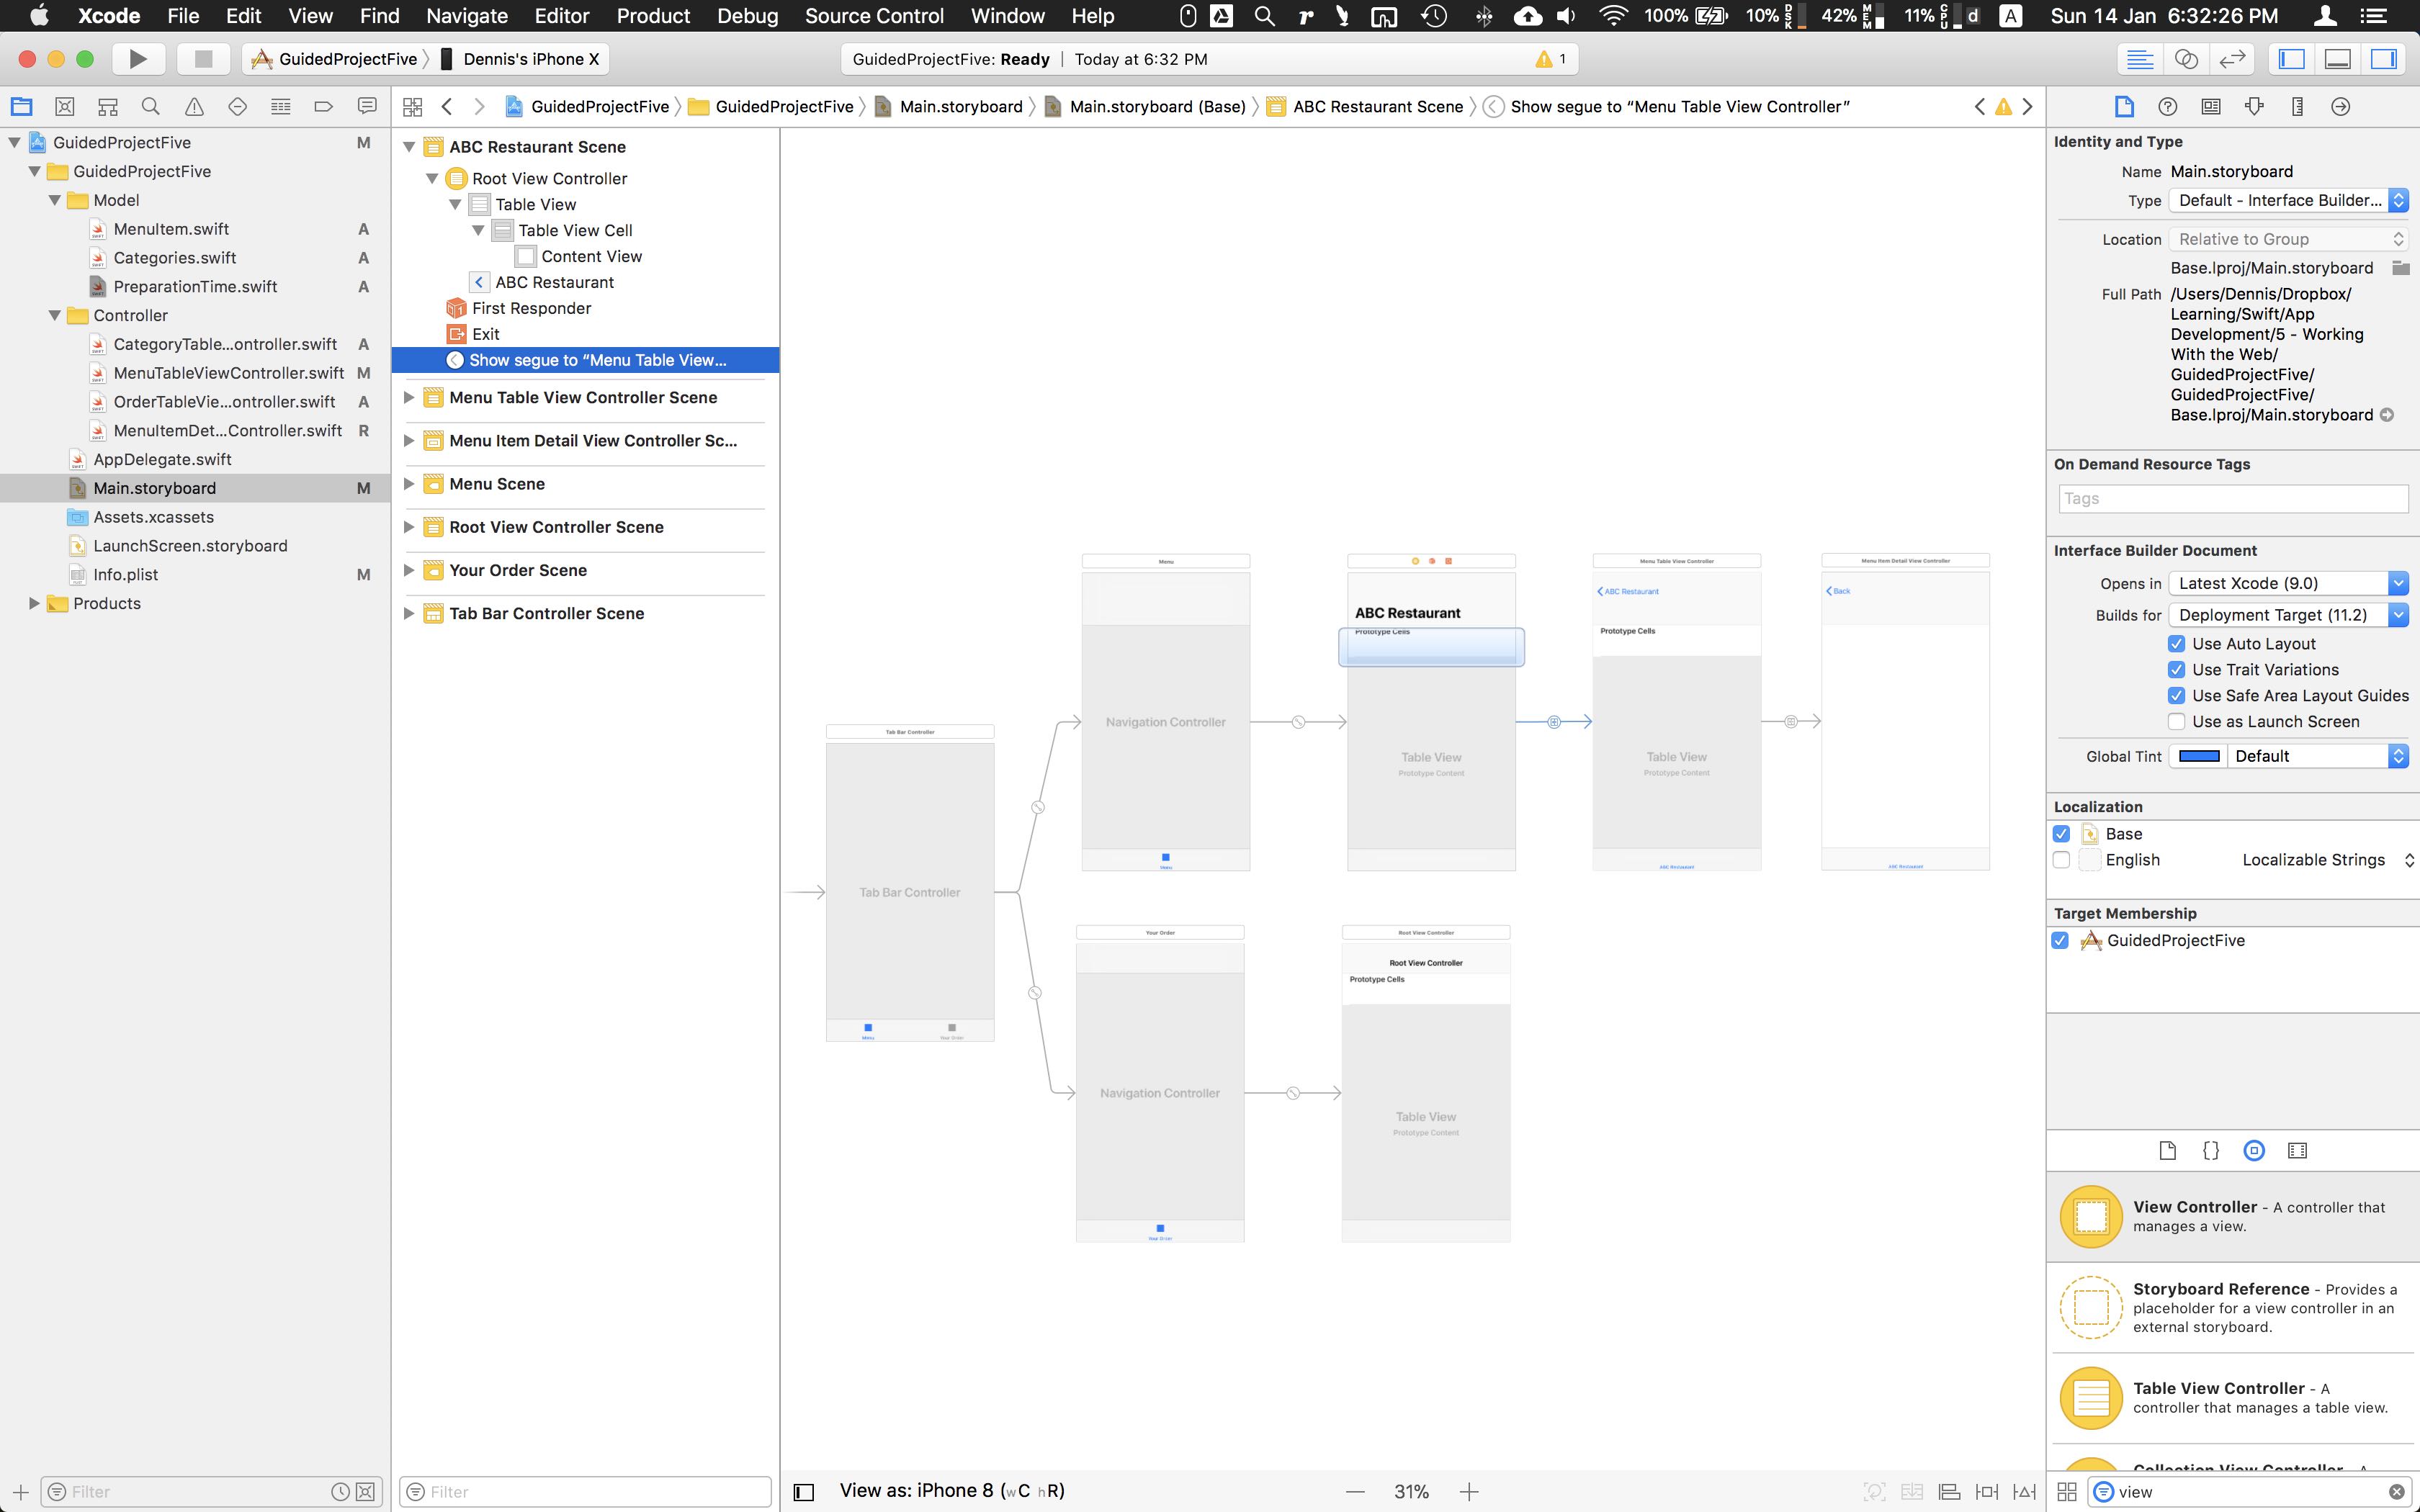 Xcode File Edit View Find Navigate Editor Product Debug Source Control Window Help 100% 10% DSK 42% MEM 11% CPU d A Sun 14 Jan 6:32:26 PM
GuidedProjectFive Dennis's iPhone X GuidedProjectFive: Ready | Today at 6:32 PM 1
GuidedProjectFive GuidedProjectFive Main.storyboard Main.storyboard (Base) ABC Restaurant Scene Show segue to “Menu Table View Controller”
GuidedProjectFive M
GuidedProjectFive
Model
MenuItem.swift A
Categories.swift A
PreparationTime.swift A
Controller
CategoryTable...ontroller.swift A
MenuTableViewController.swift M
OrderTableVie...ontroller.swift A
MenuItemDet...Controller.swift R
AppDelegate.swift
Main.storyboard M
Assets.xcassets
LaunchScreen.storyboard
Info.plist M
Products
Filter
ABC Restaurant Scene
Root View Controller
Table View
Table View Cell
Content View
ABC Restaurant
First Responder
Exit
Show segue to “Menu Table View...
Menu Table View Controller Scene
Menu Item Detail View Controller Sc...
Menu Scene
Root View Controller Scene
Your Order Scene
Tab Bar Controller Scene
Filter
Tab Bar Controller
Tab Bar Controller
Menu
Your Order
Menu
Navigation Controller
Menu
ABC Restaurant
Prototype Cells
Table View
Prototype Content
Menu Table View Controller
ABC Restaurant
Prototype Cells
Table View
Prototype Content
ABC Restaurant
Menu Item Detail View Controller
Back
ABC Restaurant
Your Order
Navigation Controller
Your Order
Root View Controller
Root View Controller
Prototype Cells
Table View
Prototype Content
View as: iPhone 8 (wC hR)
31%
Identity and Type
Name Main.storyboard
Type Default - Interface Builder...
Location Relative to Group
Base.lproj/Main.storyboard
Full Path /Users/Dennis/Dropbox/
Learning/Swift/App
Development/5 - Working
With the Web/
GuidedProjectFive/
GuidedProjectFive/
Base.lproj/Main.storyboard
On Demand Resource Tags
Tags
Interface Builder Document
Opens in Latest Xcode (9.0)
Builds for Deployment Target (11.2)
Use Auto Layout
Use Trait Variations
Use Safe Area Layout Guides
Use as Launch Screen
Global Tint Default
Localization
Base
English Localizable Strings
Target Membership
GuidedProjectFive
View Controller - A controller that
manages a view.
Storyboard Reference - Provides a
placeholder for a view controller in an
external storyboard.
Table View Controller - A
controller that manages a table view.
Collection View Controller - A
view